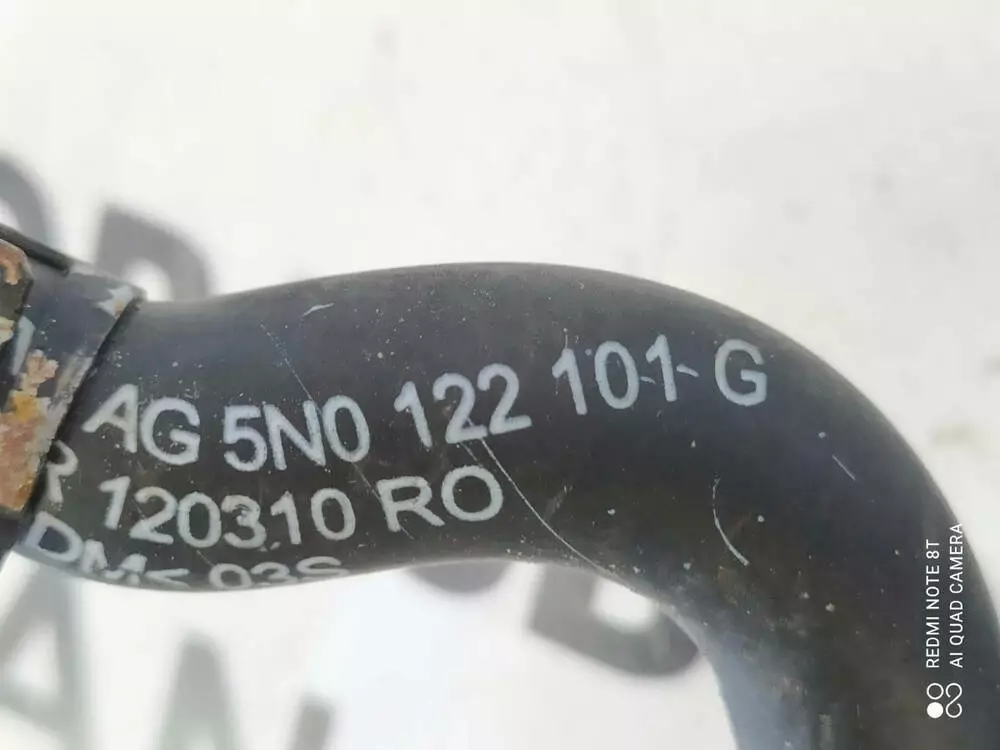 AG 5N0 122 101 G
R 120310 RO
REDMI NOTE 8T
AI QUAD CAMERA